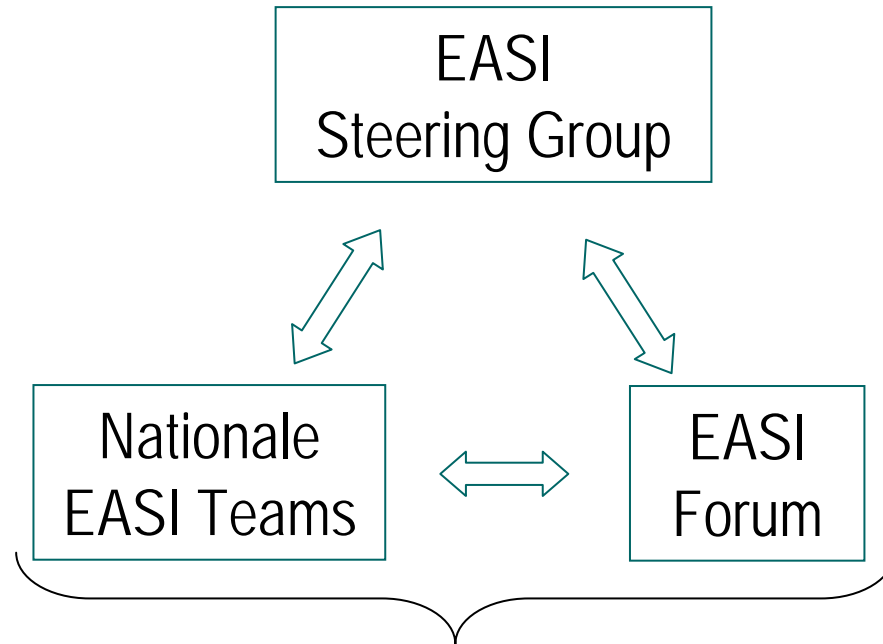 EASI
Steering Group
Nationale
EASI Teams
EASI
Forum